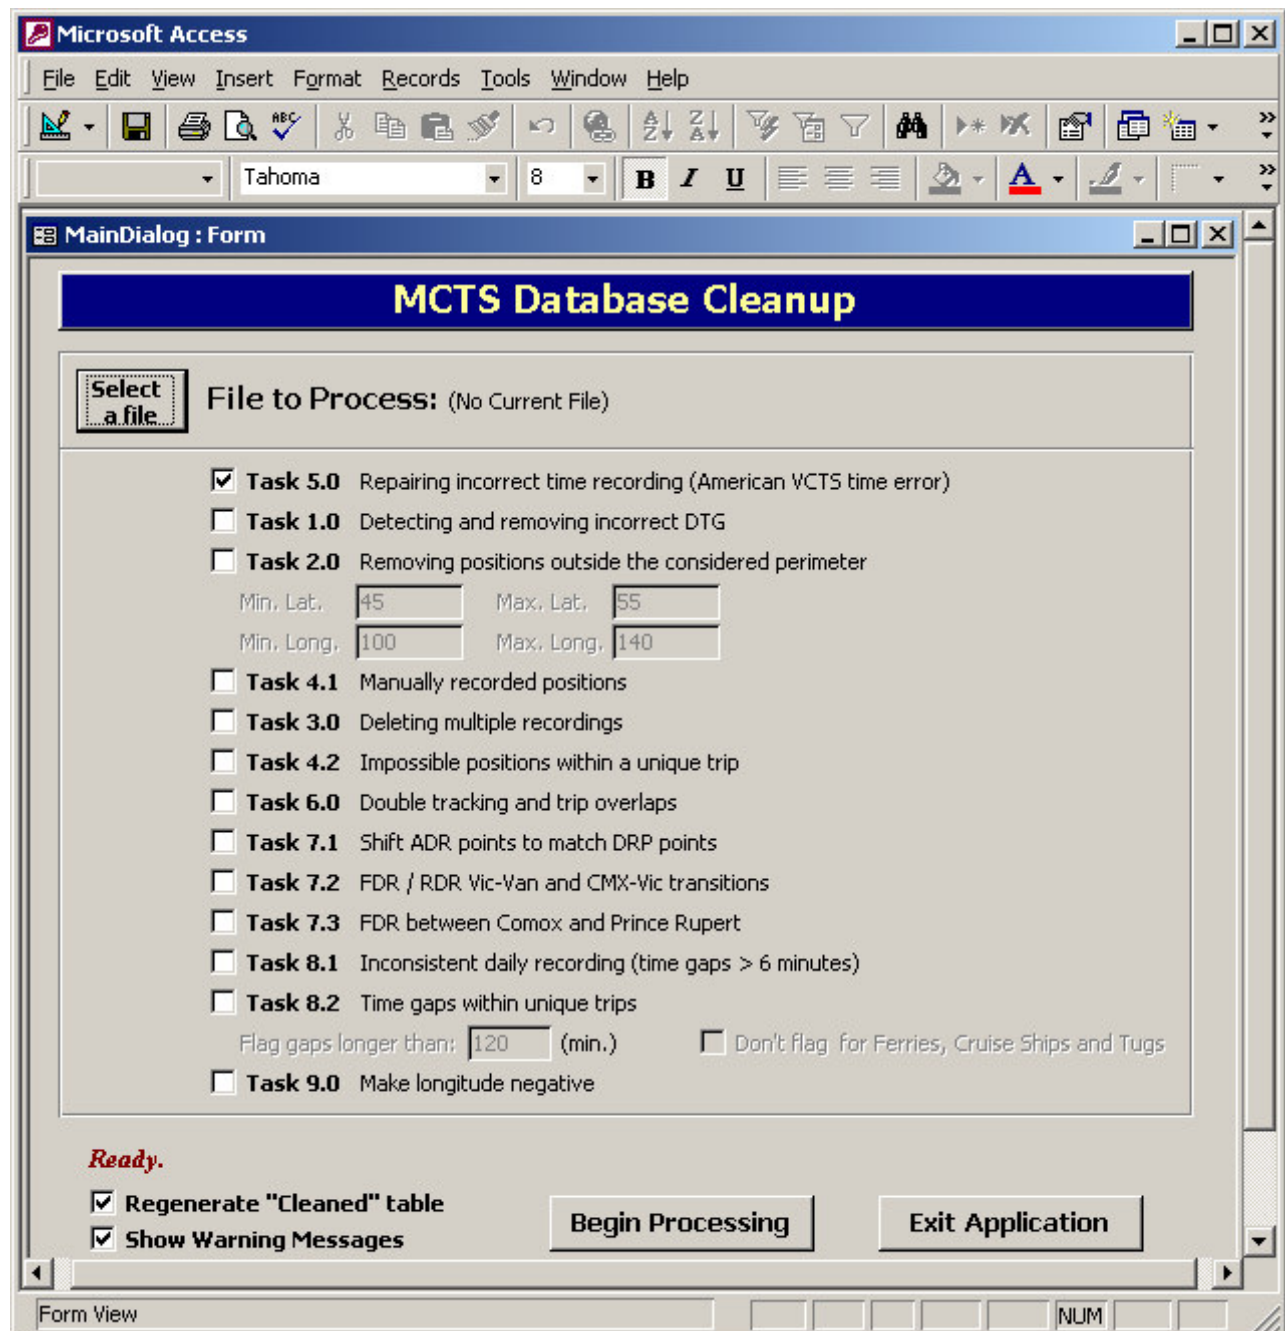 Microsoft Access
File Edit View Insert Format Records Tools Window Help
ABC A Z Z A »
Tahoma 8 B I U A »
MainDialog : Form
MCTS Database Cleanup
Select a file
File to Process: (No Current File)
Task 5.0 Repairing incorrect time recording (American VCTS time error)
Task 1.0 Detecting and removing incorrect DTG
Task 2.0 Removing positions outside the considered perimeter
Min. Lat. 45 Max. Lat. 55
Min. Long. 100 Max. Long. 140
Task 4.1 Manually recorded positions
Task 3.0 Deleting multiple recordings
Task 4.2 Impossible positions within a unique trip
Task 6.0 Double tracking and trip overlaps
Task 7.1 Shift ADR points to match DRP points
Task 7.2 FDR / RDR Vic-Van and CMX-Vic transitions
Task 7.3 FDR between Comox and Prince Rupert
Task 8.1 Inconsistent daily recording (time gaps > 6 minutes)
Task 8.2 Time gaps within unique trips
Flag gaps longer than: 120 (min.) Don't flag for Ferries, Cruise Ships and Tugs
Task 9.0 Make longitude negative
Ready.
Regenerate "Cleaned" table
Show Warning Messages
Begin Processing Exit Application
Form View NUM